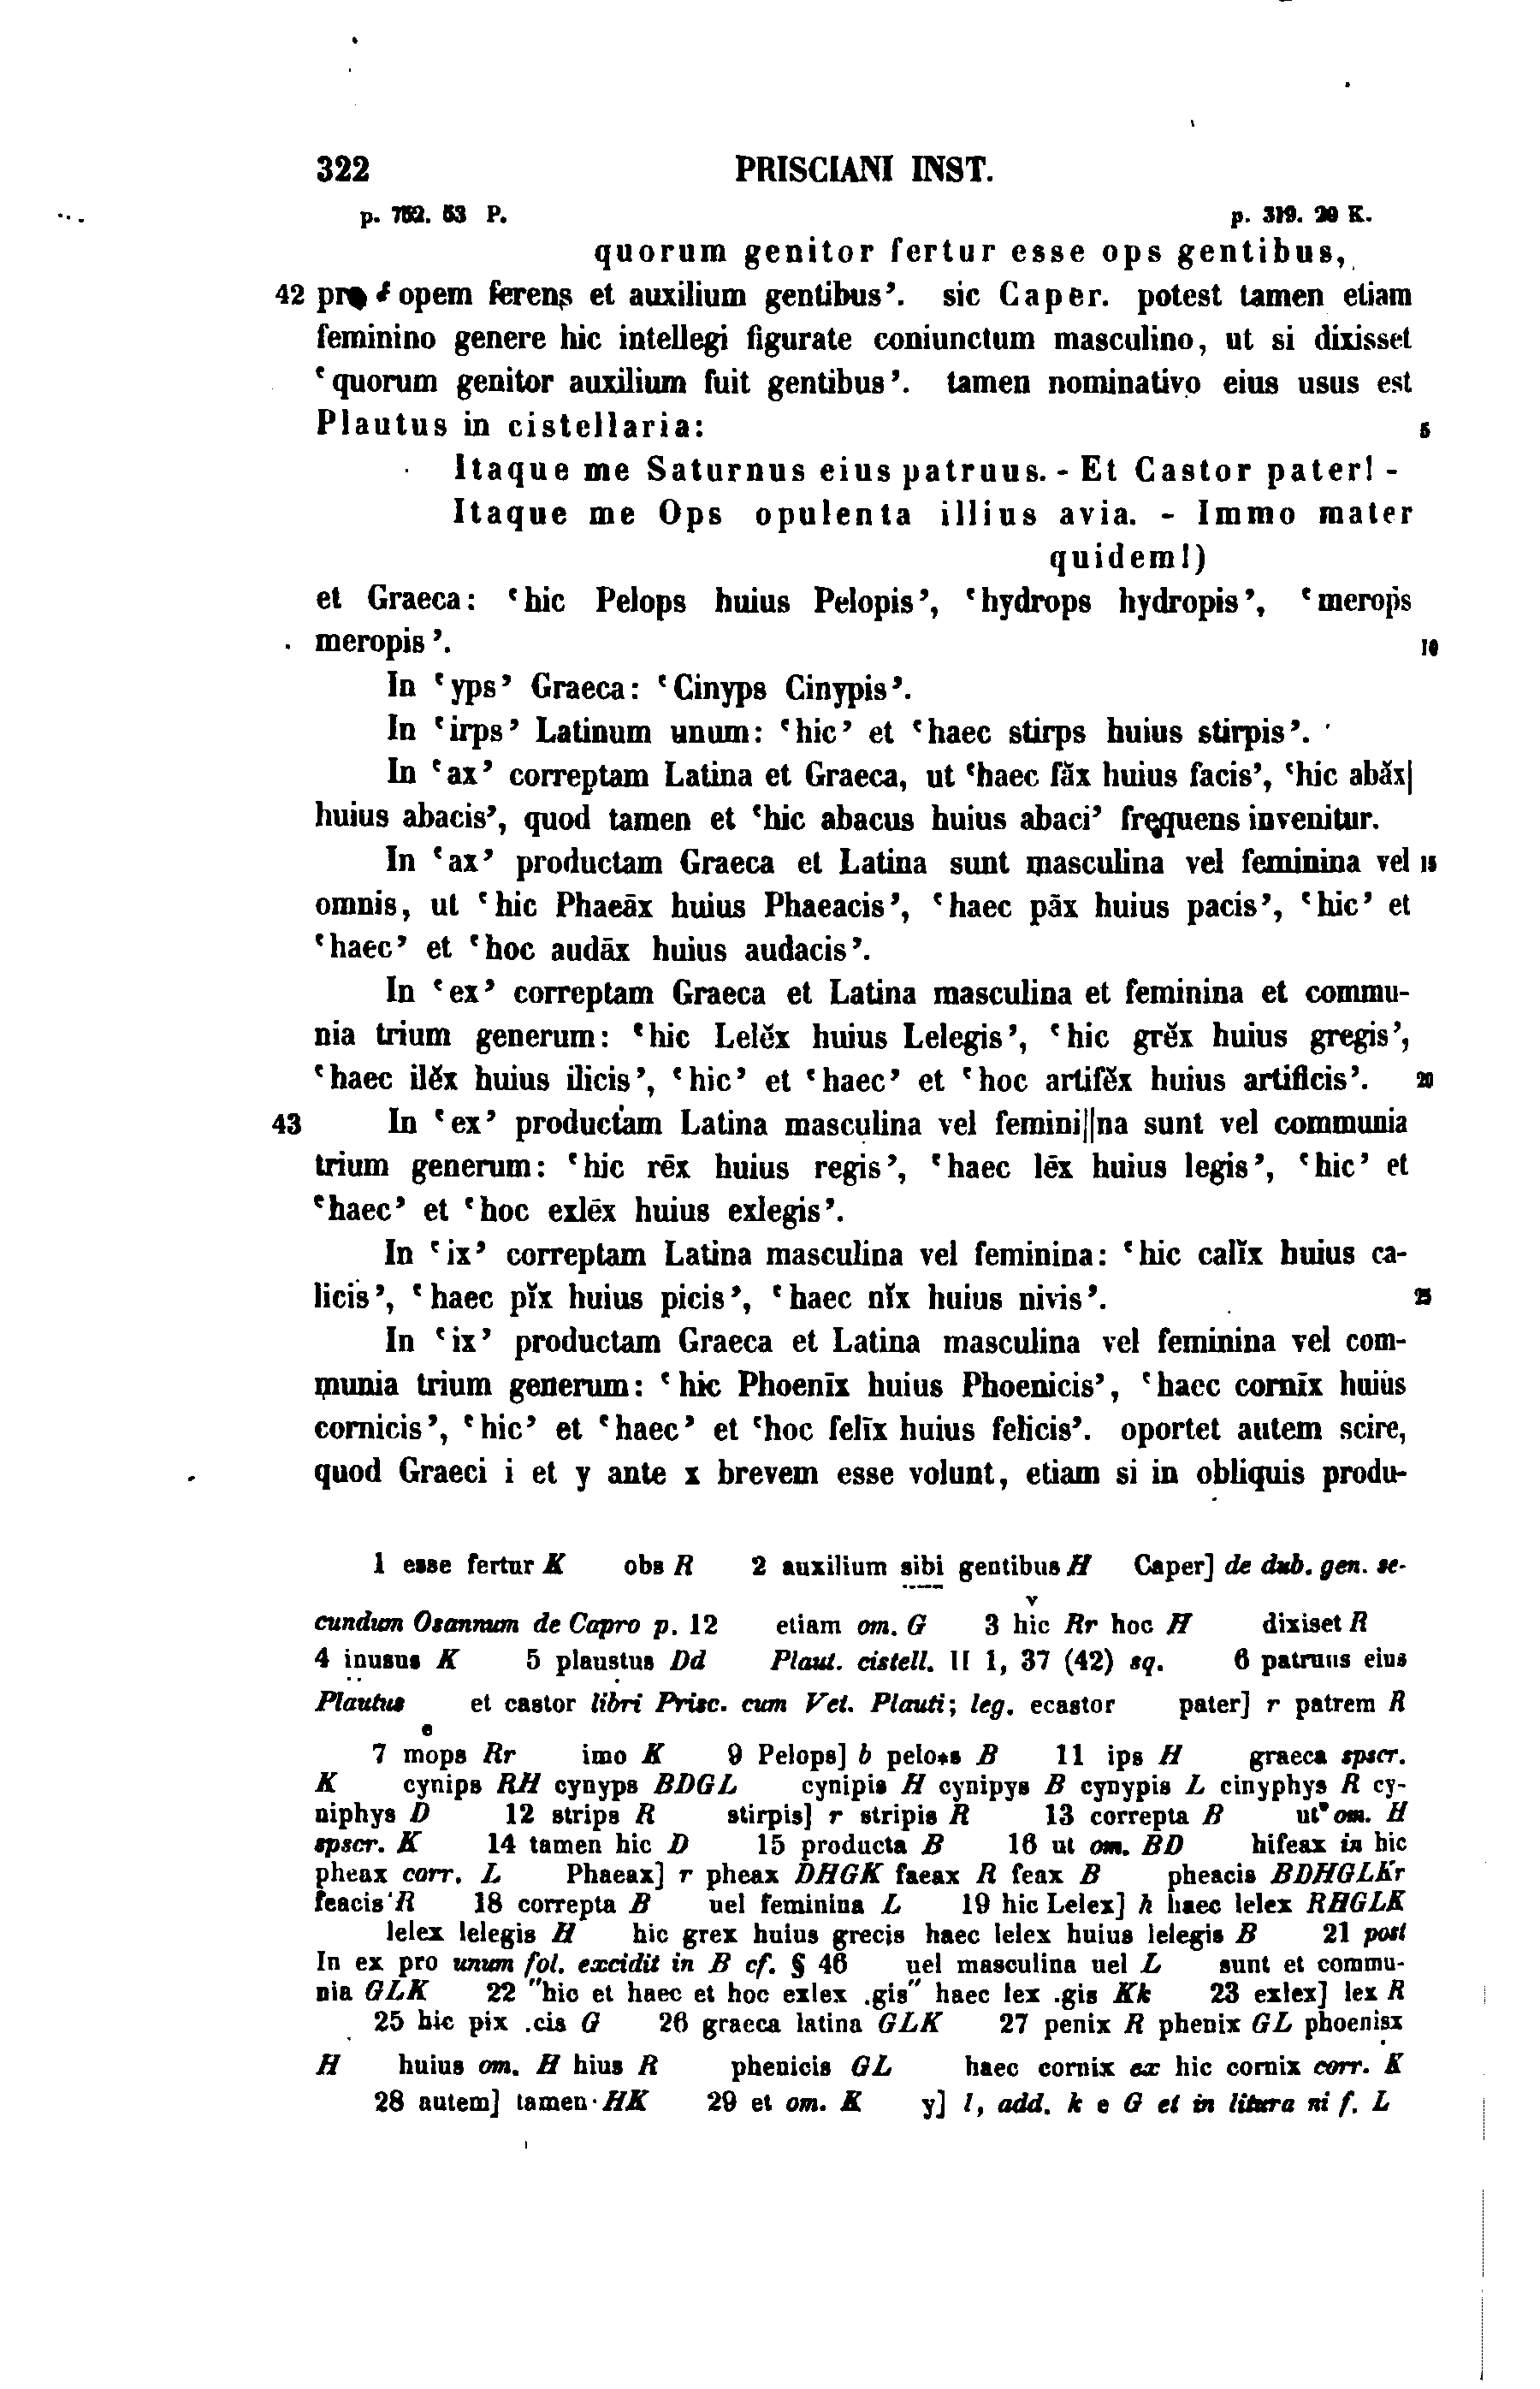 322 PRISCIANI INST.
p. 752. 53 P. p. 319. 20 K.
quorum genitor fertur esse ops gentibus,
42 pro ‘opem ferens et auxilium gentibus’. sic Caper. potest tamen etiam
feminino genere hic intellegi figurate coniunctum masculino, ut si dixisset
‘quorum genitor auxilium fuit gentibus’. tamen nominativo eius usus est
Plautus in cistellaria: 5
Itaque me Saturnus eius patruus. - Et Castor pater! -
Itaque me Ops opulenta illius avia. - Immo mater
quidem!)
et Graeca: ‘hic Pelops huius Pelopis’, ‘hydrops hydropis’, ‘merops
meropis’. 10
In ‘yps’ Graeca: ‘Cinyps Cinypis’.
In ‘irps’ Latinum unum: ‘hic’ et ‘haec stirps huius stirpis’.
In ‘ax’ correptam Latina et Graeca, ut ‘haec făx huius facis’, ‘hic abăx|
huius abacis’, quod tamen et ‘hic abacus huius abaci’ frequens invenitur.
In ‘ax’ productam Graeca et Latina sunt masculina vel feminina vel 15
omnis, ut ‘hic Phaeāx huius Phaeacis’, ‘haec pāx huius pacis’, ‘hic’ et
‘haec’ et ‘hoc audāx huius audacis’.
In ‘ex’ correptam Graeca et Latina masculina et feminina et commu-
nia trium generum: ‘hic Lelĕx huius Lelegis’, ‘hic grĕx huius gregis’,
‘haec ilĕx huius ilicis’, ‘hic’ et ‘haec’ et ‘hoc artifĕx huius artificis’. 20
43 In ‘ex’ productam Latina masculina vel femini||na sunt vel communia
trium generum: ‘hic rēx huius regis’, ‘haec lēx huius legis’, ‘hic’ et
‘haec’ et ‘hoc exlēx huius exlegis’.
In ‘ix’ correptam Latina masculina vel feminina: ‘hic calĭx huius ca-
licis’, ‘haec pĭx huius picis’, ‘haec nĭx huius nivis’. 25
In ‘ix’ productam Graeca et Latina masculina vel feminina vel com-
munia trium generum: ‘hic Phoenīx huius Phoenicis’, ‘haec cornīx huius
cornicis’, ‘hic’ et ‘haec’ et ‘hoc felīx huius felicis’. oportet autem scire,
quod Graeci i et y ante x brevem esse volunt, etiam si in obliquis produ-
1 esse fertur K obs R 2 auxilium sibi gentibus H Caper] de dub. gen. se-
cundum Osannum de Capro p. 12 etiam om. G 3 hic Rr hoc H dixiset R
4 inusus K 5 plaustus Dd Plaut. cistell. II 1, 37 (42) sq. 6 patruus eius
Plautus et castor libri Prisc. cum Vet. Plauti; leg. ecastor pater] r patrem R
7 mops Rr imo K 9 Pelops] b pelo*s B 11 ips H graeca spscr.
K cynips RH cynyps BDGL cynipis H cynipys B cynypis L cinyphys R cy-
niphys D 12 strips R stirpis] r stripis R 13 correpta B ut om. H
spscr. K 14 tamen hic D 15 producta B 16 ut om. BD hifeax in hic
pheax corr. L Phaeax] r pheax DHGK faeax R feax B pheacis BDHGLKr
feacis R 18 correpta B uel feminina L 19 hic Lelex] h haec lelex RHGLK
lelex lelegis H hic grex huius grecis haec lelex huius lelegis B 21 post
In ex pro unum fol. excidit in B cf. § 46 uel masculina uel L sunt et commu-
nia GLK 22 "hic et haec et hoc exlex .gis" haec lex .gis Kk 23 exlex] lex R
25 hic pix .cis G 26 graeca latina GLK 27 penix R phenix GL phoenisx
H huius om. H hius R phenicis GL haec cornix ex hic cornix corr. K
28 autem] tamen HK 29 et om. K y] l, add. k e G et in litura ni f. L